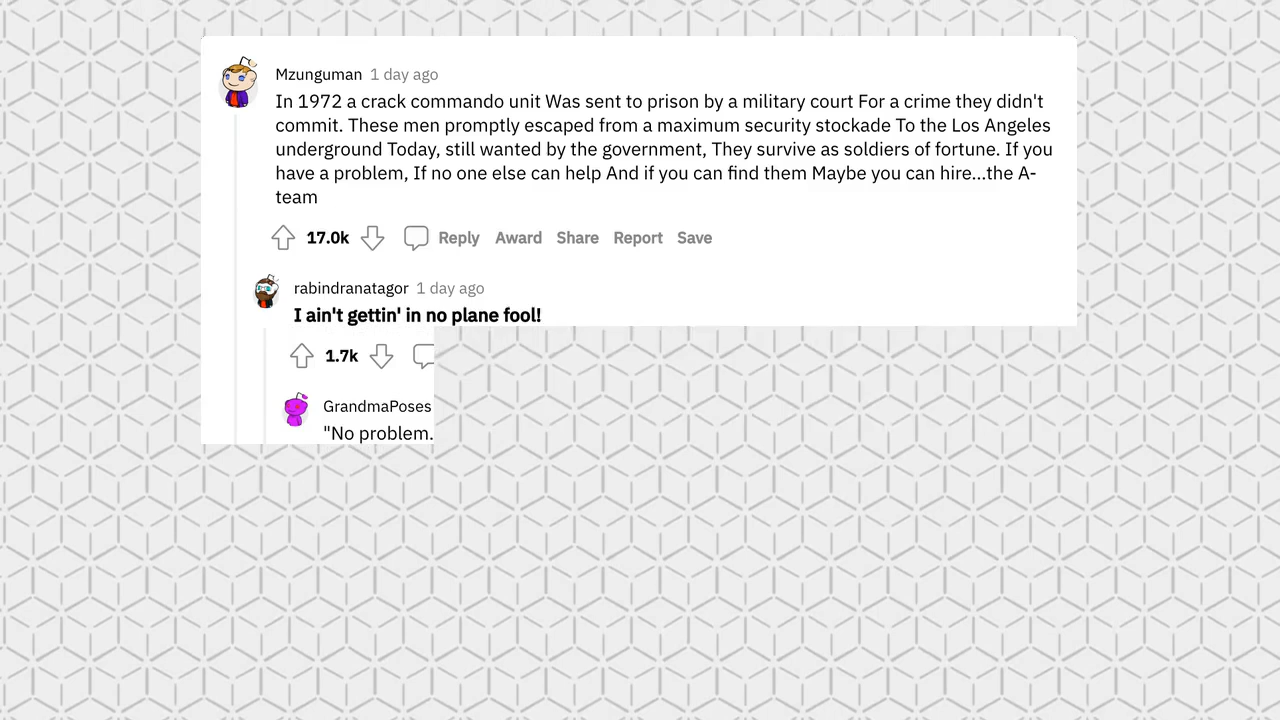 Mzunguman 1 day ago
In 1972 a crack commando unit Was sent to prison by a military court For a crime they didn't
commit. These men promptly escaped from a maximum security stockade To the Los Angeles
underground Today, still wanted by the government, They survive as soldiers of fortune. If you
have a problem, If no one else can help And if you can find them Maybe you can hire...the A-
team
17.0k Reply Award Share Report Save
rabindranatagor 1 day ago
I ain't gettin' in no plane fool!
1.7k
GrandmaPoses
"No problem.